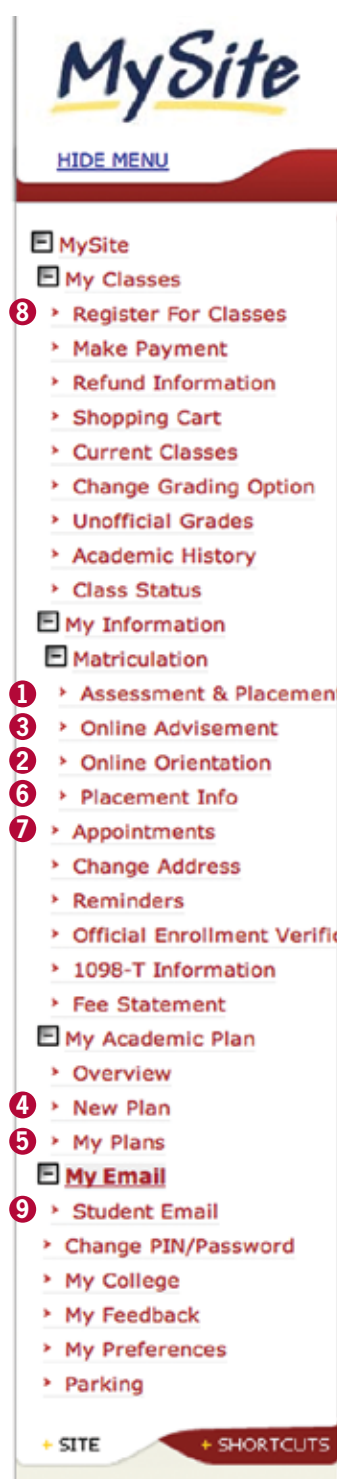 MySite
HIDE MENU
MySite
My Classes
8 Register For Classes
Make Payment
Refund Information
Shopping Cart
Current Classes
Change Grading Option
Unofficial Grades
Academic History
Class Status
My Information
Matriculation
1 Assessment & Placement
3 Online Advisement
2 Online Orientation
6 Placement Info
7 Appointments
Change Address
Reminders
Official Enrollment Verific
1098-T Information
Fee Statement
My Academic Plan
Overview
4 New Plan
5 My Plans
My Email
9 Student Email
Change PIN/Password
My College
My Feedback
My Preferences
Parking
+ SITE + SHORTCUTS